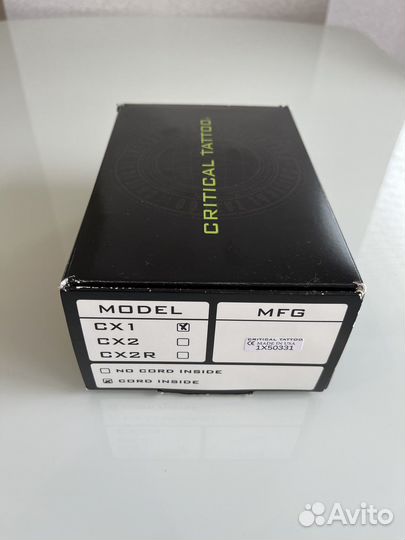 CRITICAL TATTOO
MODEL
CX1
CX2
CX2R
NO CORD INSIDE
CORD INSIDE
MFG
CRITICAL TATTOO
CE MADE IN USA
1X50331
Avito